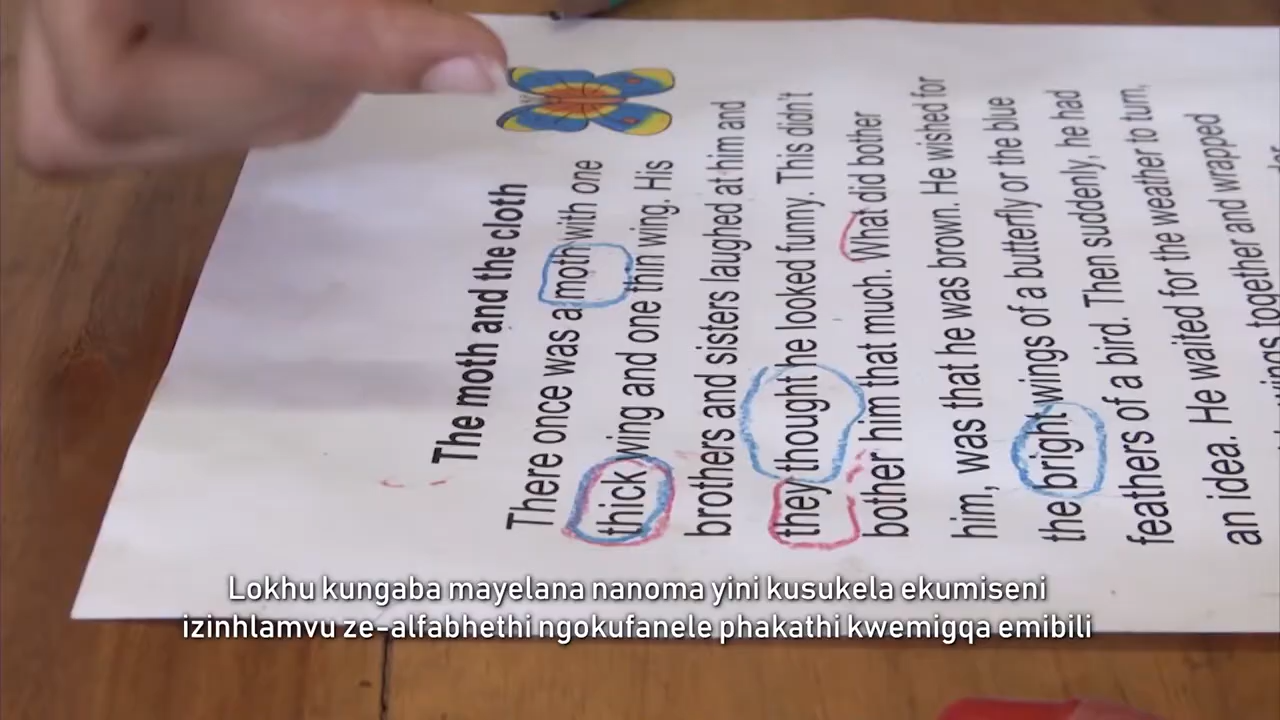 The moth and the cloth
There once was a moth with one
thick wing and one thin wing. His
brothers and sisters laughed at him and
they thought he looked funny. This didn't
bother him that much. What did bother
him, was that he was brown. He wished for
the bright wings of a butterfly or the blue
feathers of a bird. Then suddenly, he had
an idea. He waited for the weather to turn,
together and wrapped
Lokhu kungaba mayelana nanoma yini kusukela ekumiseni
izinhlamvu ze-alfabhethi ngokufanele phakathi kwemigqa emibili